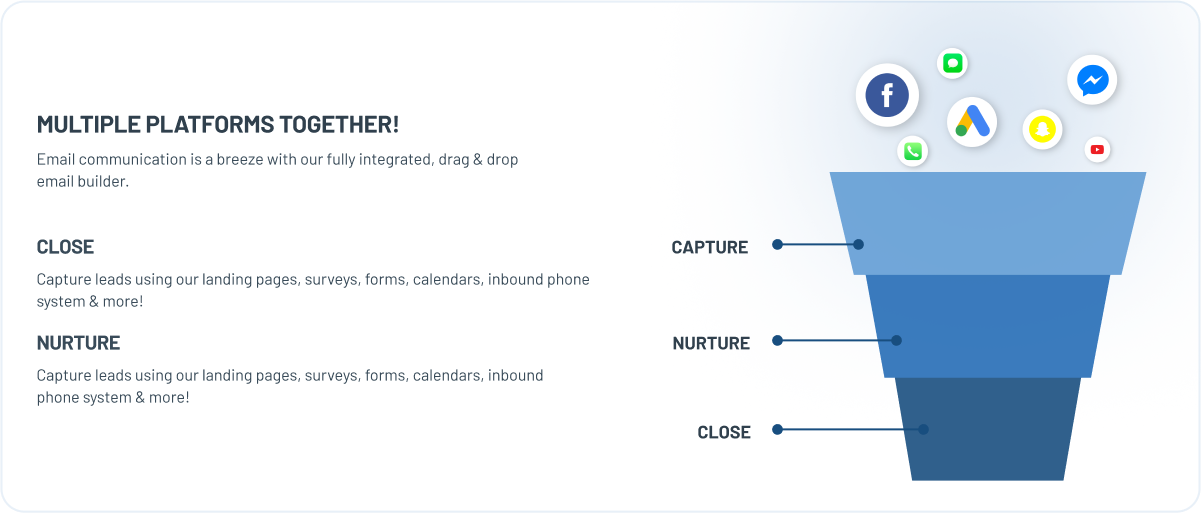 MULTIPLE PLATFORMS TOGETHER!
Email communication is a breeze with our fully integrated, drag & drop
email builder.
CLOSE
Capture leads using our landing pages, surveys, forms, calendars, inbound phone
system & more!
NURTURE
Capture leads using our landing pages, surveys, forms, calendars, inbound
phone system & more!
CAPTURE
NURTURE
CLOSE